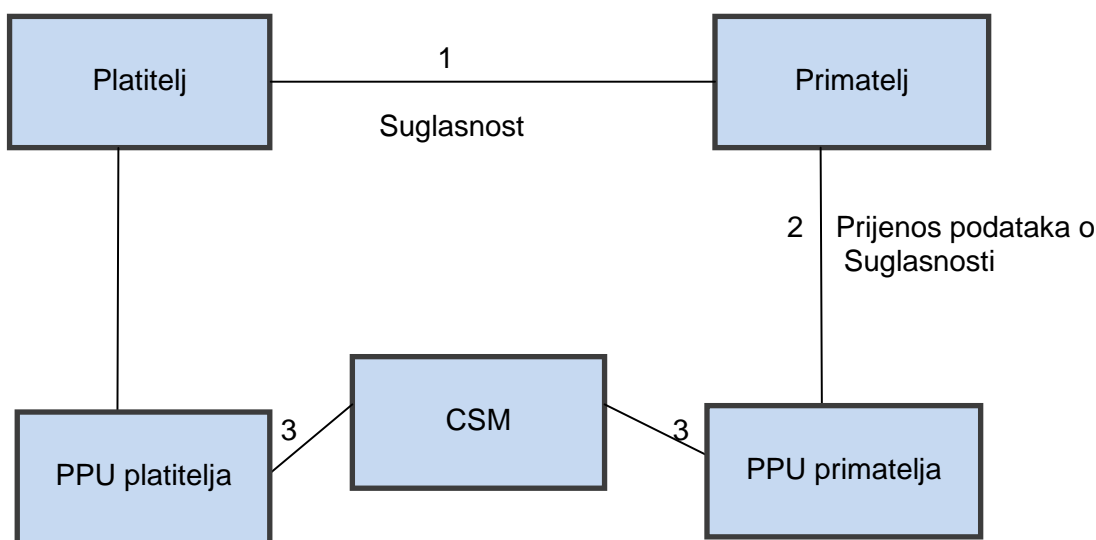 1
Platitelj
Primatelj
Suglasnost
2 Prijenos podataka o
Suglasnosti
CSM
3
3
PPU platitelja
PPU primatelja